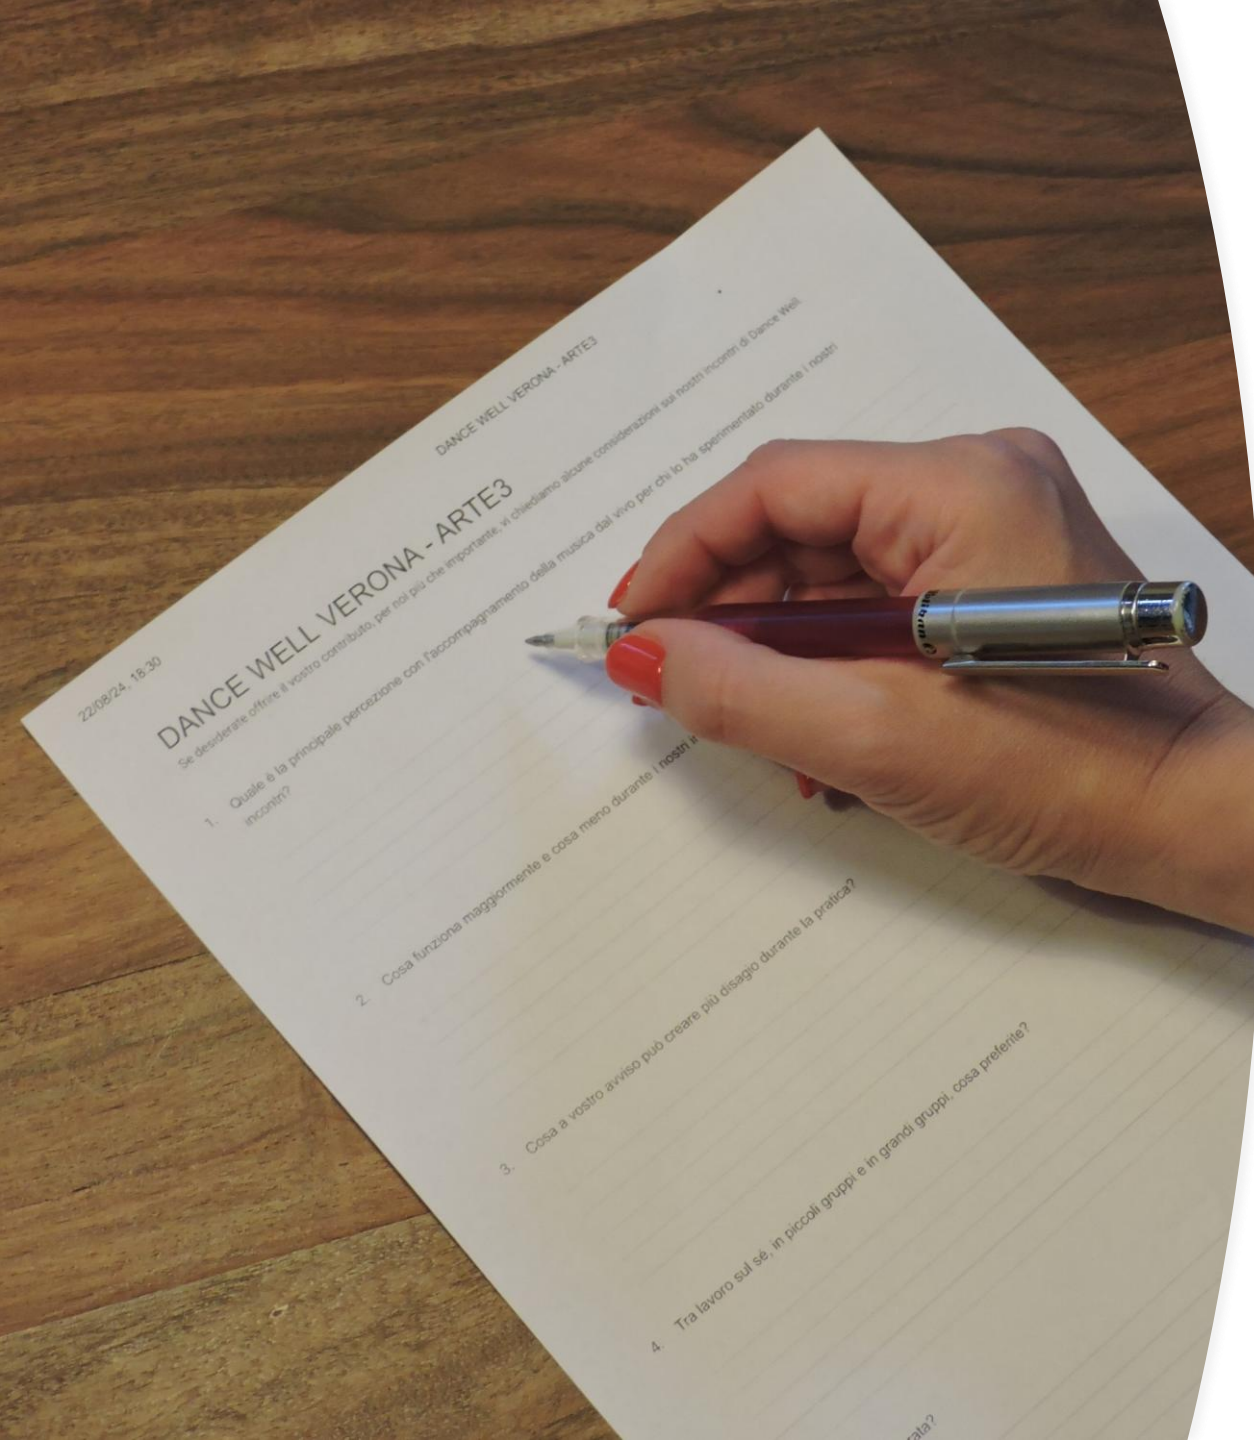 22/08/24, 18:30
DANCE WELL VERONA - ARTE3
DANCE WELL VERONA - ARTE3
Se desiderate offrire il vostro contributo, per noi più che importante, vi chiediamo alcune considerazioni sui nostri incontri di Dance Well.
1. Quale è la principale percezione con l'accompagnamento della musica dal vivo per chi lo ha sperimentato durante i nostri
incontri?
2. Cosa funziona maggiormente e cosa meno durante i nostri
3. Cosa a vostro avviso può creare più disagio durante la pratica?
4. Tra lavoro sul sé, in piccoli gruppi e in grandi gruppi, cosa preferite?